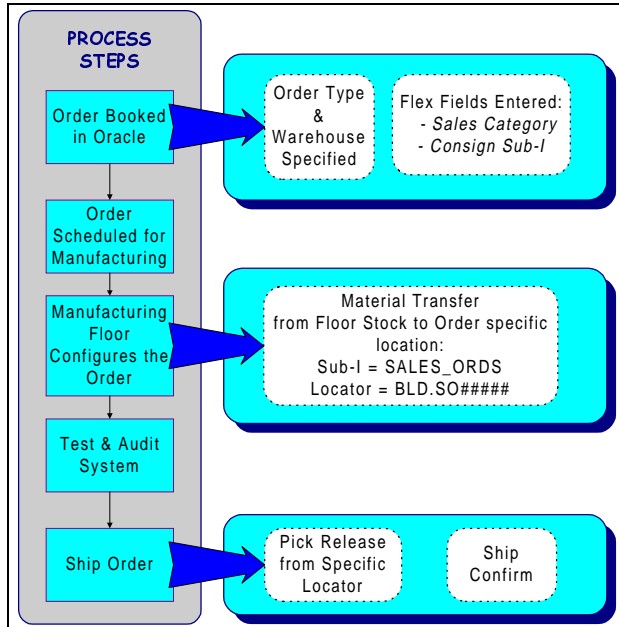 PROCESS
STEPS
Order Booked
in Oracle
Order Type
&
Warehouse
Specified
Flex Fields Entered:
- Sales Category
- Consign Sub-I
Order
Scheduled for
Manufacturing
Manufacturing
Floor
Configures the
Order
Material Transfer
from Floor Stock to Order specific
location:
Sub-I = SALES_ORDS
Locator = BLD.SO#####
Test & Audit
System
Ship Order
Pick Release
from Specific
Locator
Ship
Confirm